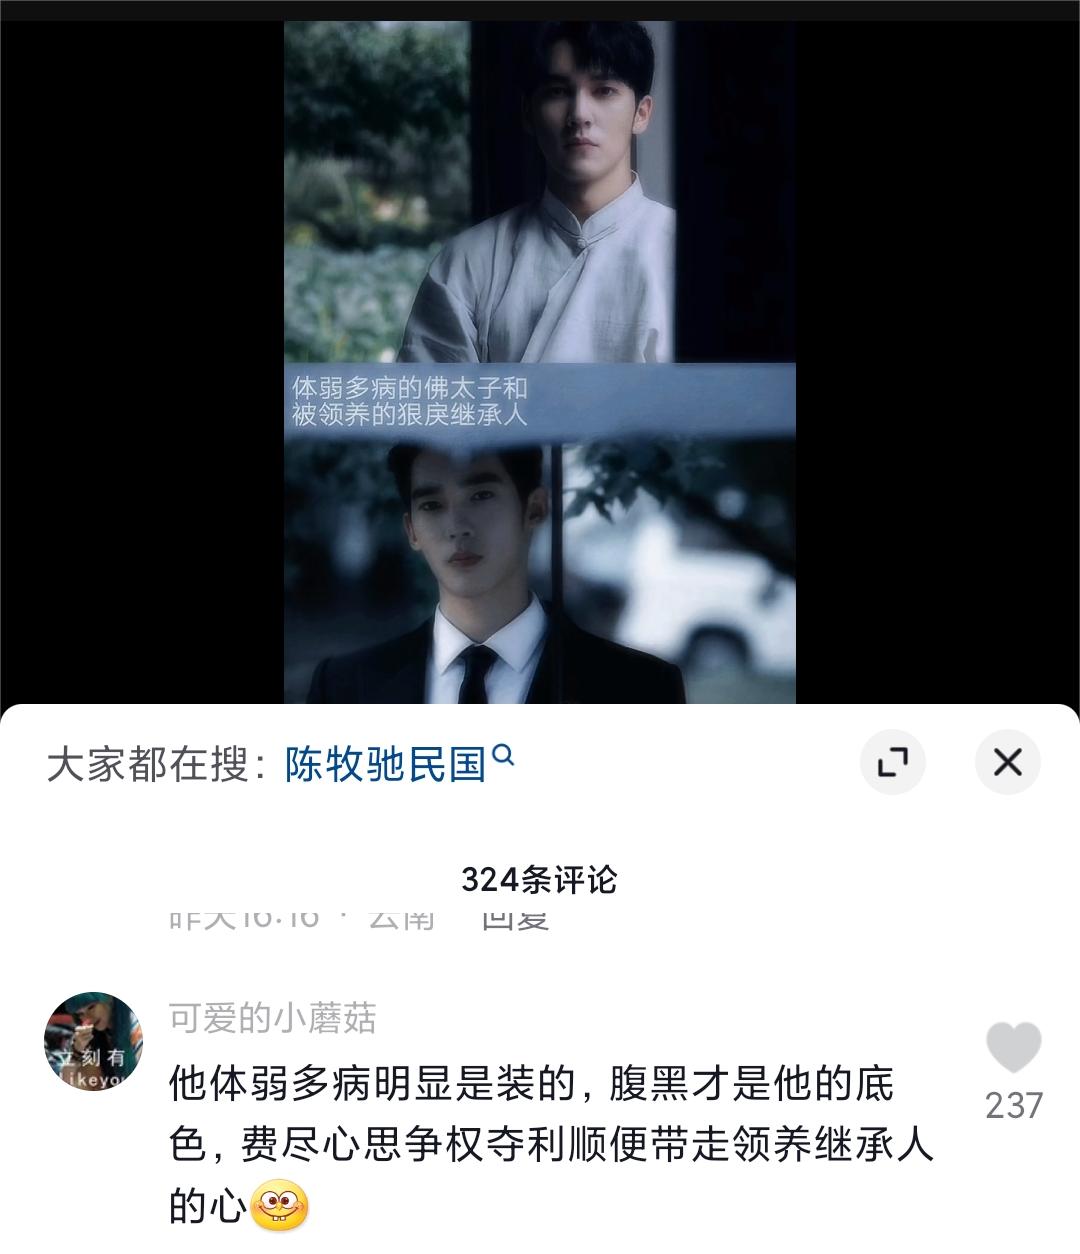 体弱多病的佛太子和
被领养的狠戾继承人
大家都在搜：陈牧驰民国
324条评论
昨天16:16 · 云南 回复
可爱的小蘑菇
立刻有
likeyou
他体弱多病明显是装的，腹黑才是他的底
色，费尽心思争权夺利顺便带走领养继承人
的心
237